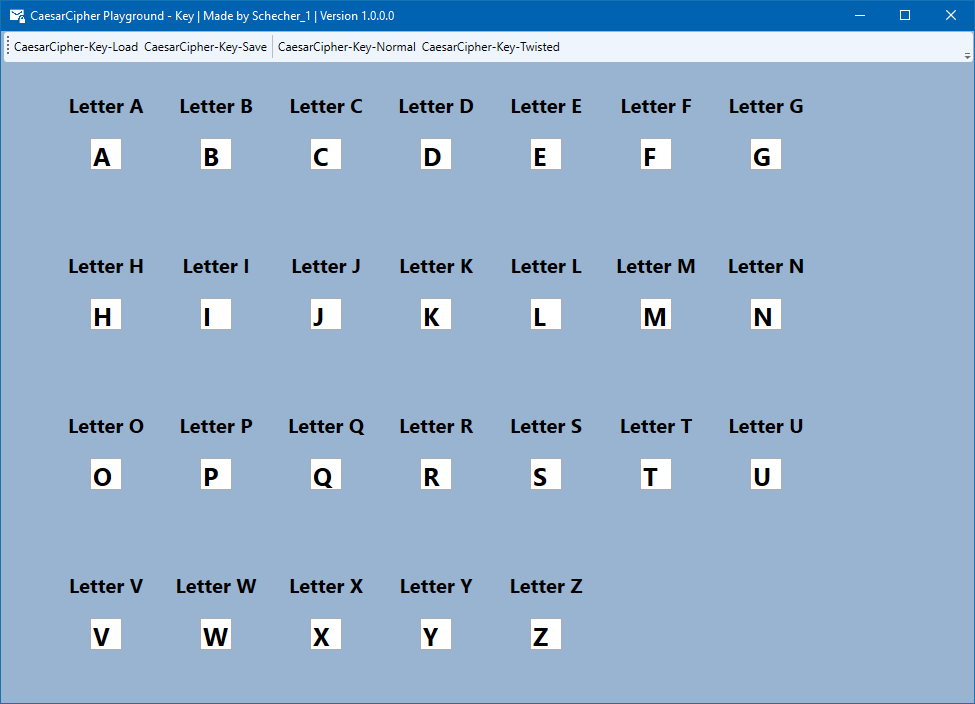 CaesarCipher Playground - Key | Made by Schecher_1 | Version 1.0.0.0
CaesarCipher-Key-Load CaesarCipher-Key-Save CaesarCipher-Key-Normal CaesarCipher-Key-Twisted
Letter A Letter B Letter C Letter D Letter E Letter F Letter G
A B C D E F G
Letter H Letter I Letter J Letter K Letter L Letter M Letter N
H I J K L M N
Letter O Letter P Letter Q Letter R Letter S Letter T Letter U
O P Q R S T U
Letter V Letter W Letter X Letter Y Letter Z
V W X Y Z